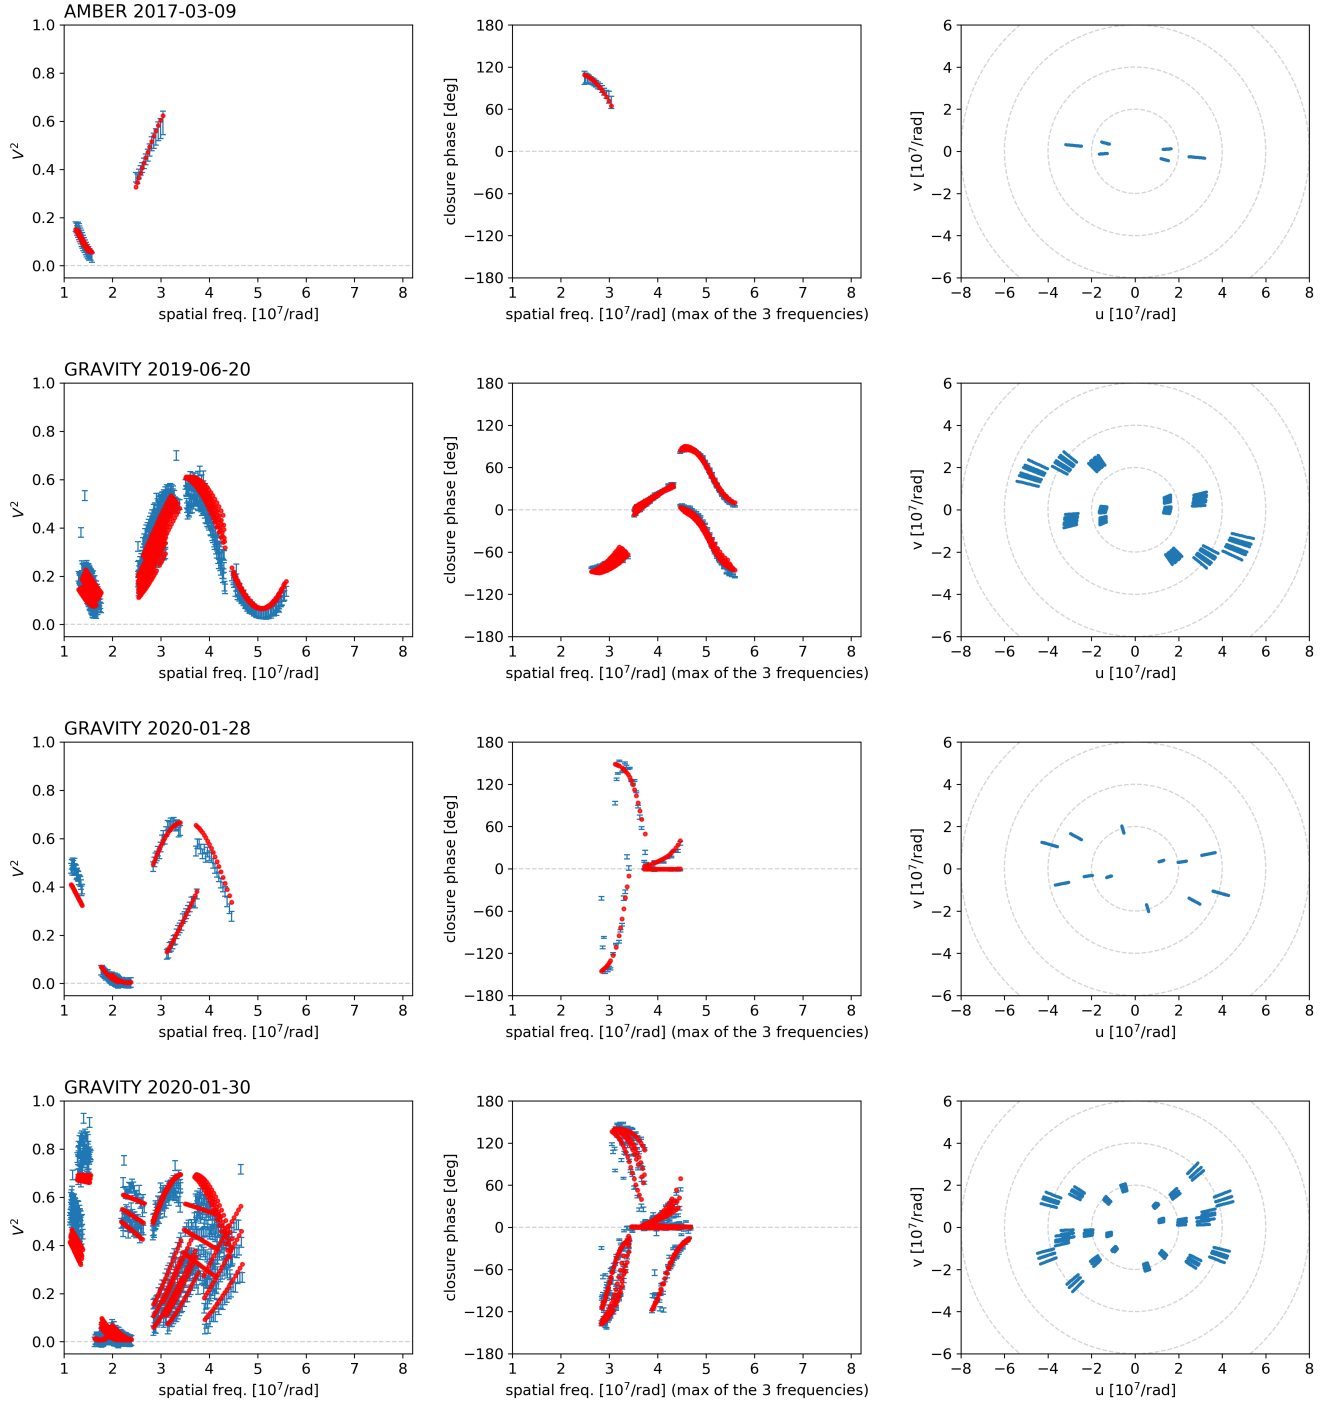 AMBER 2017-03-09
1.0
0.8
0.6
0.4
0.2
0.0
V²
1 2 3 4 5 6 7 8
spatial freq. [10⁷/rad]
180
120
60
0
−60
−120
−180
closure phase [deg]
1 2 3 4 5 6 7 8
spatial freq. [10⁷/rad] (max of the 3 frequencies)
6
4
2
0
−2
−4
−6
v [10⁷/rad]
−8 −6 −4 −2 0 2 4 6 8
u [10⁷/rad]
GRAVITY 2019-06-20
1.0
0.8
0.6
0.4
0.2
0.0
V²
1 2 3 4 5 6 7 8
spatial freq. [10⁷/rad]
180
120
60
0
−60
−120
−180
closure phase [deg]
1 2 3 4 5 6 7 8
spatial freq. [10⁷/rad] (max of the 3 frequencies)
6
4
2
0
−2
−4
−6
v [10⁷/rad]
−8 −6 −4 −2 0 2 4 6 8
u [10⁷/rad]
GRAVITY 2020-01-28
1.0
0.8
0.6
0.4
0.2
0.0
V²
1 2 3 4 5 6 7 8
spatial freq. [10⁷/rad]
180
120
60
0
−60
−120
−180
closure phase [deg]
1 2 3 4 5 6 7 8
spatial freq. [10⁷/rad] (max of the 3 frequencies)
6
4
2
0
−2
−4
−6
v [10⁷/rad]
−8 −6 −4 −2 0 2 4 6 8
u [10⁷/rad]
GRAVITY 2020-01-30
1.0
0.8
0.6
0.4
0.2
0.0
V²
1 2 3 4 5 6 7 8
spatial freq. [10⁷/rad]
180
120
60
0
−60
−120
−180
closure phase [deg]
1 2 3 4 5 6 7 8
spatial freq. [10⁷/rad] (max of the 3 frequencies)
6
4
2
0
−2
−4
−6
v [10⁷/rad]
−8 −6 −4 −2 0 2 4 6 8
u [10⁷/rad]